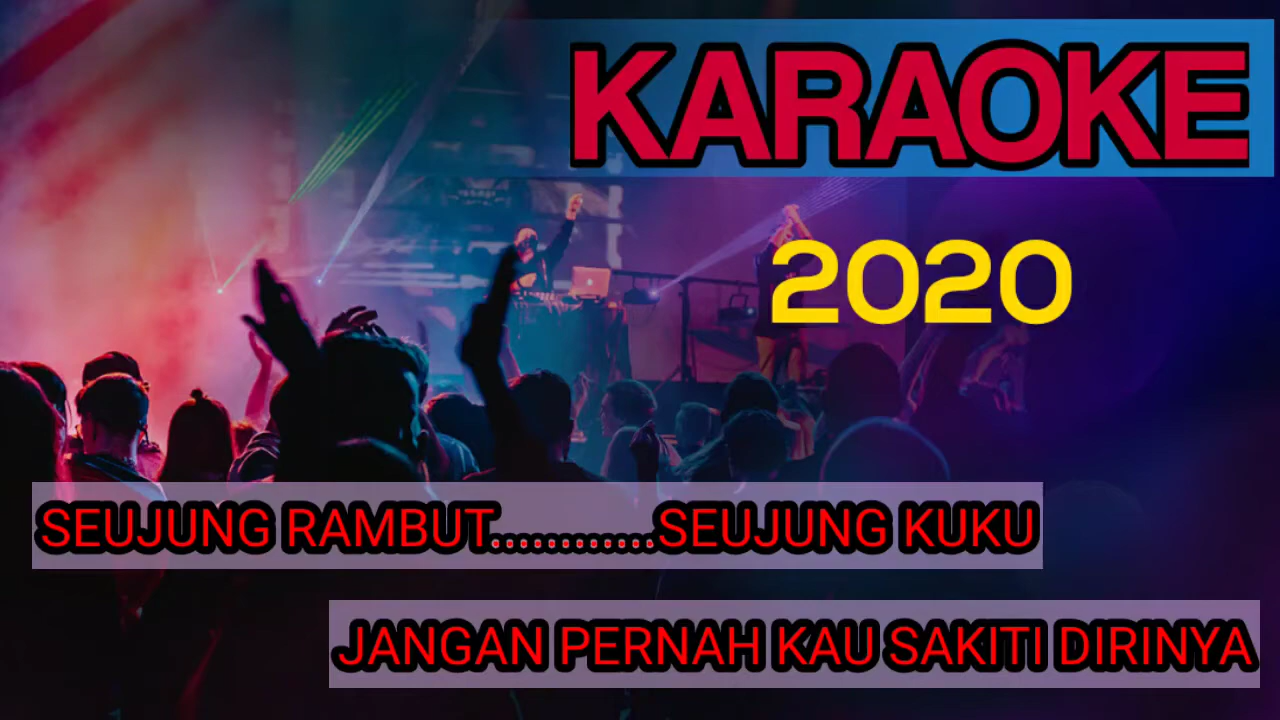 KARAOKE
2020
SEUJUNG RAMBUT............SEUJUNG KUKU
JANGAN PERNAH KAU SAKITI DIRINYA